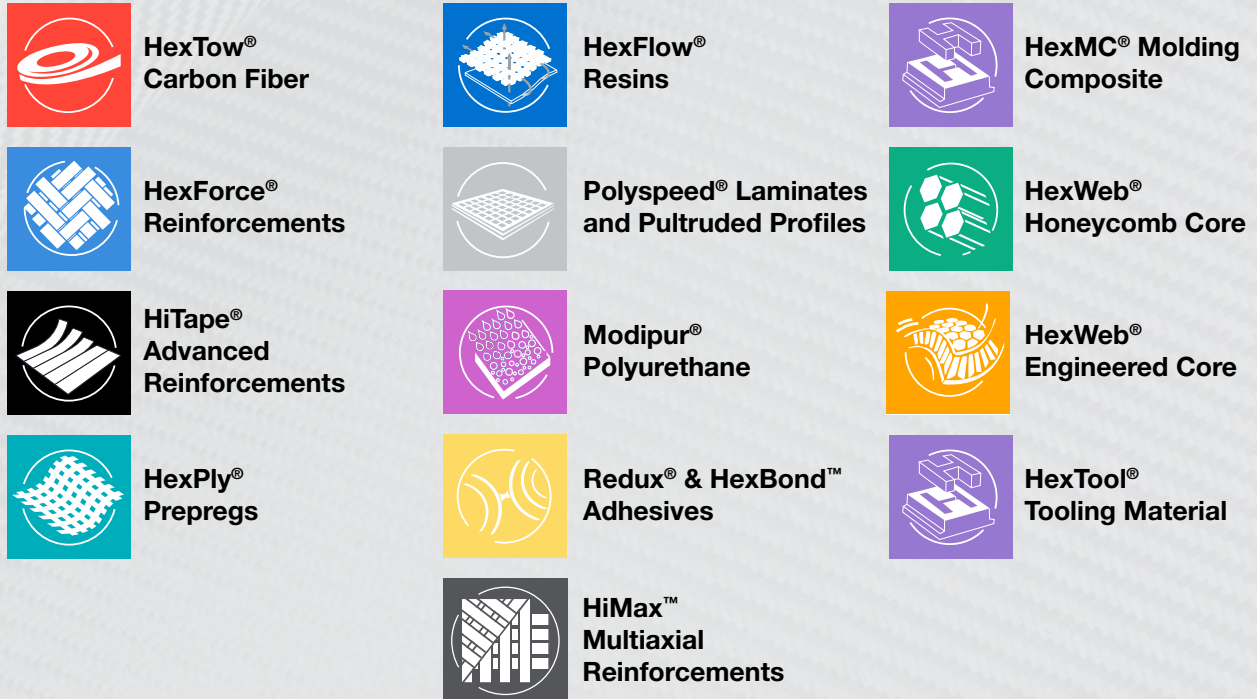 HexTow®
Carbon Fiber
HexForce®
Reinforcements
HiTape®
Advanced
Reinforcements
HexPly®
Prepregs
HexFlow®
Resins
Polyspeed® Laminates
and Pultruded Profiles
Modipur®
Polyurethane
Redux® & HexBond™
Adhesives
HiMax™
Multiaxial
Reinforcements
HexMC® Molding
Composite
HexWeb®
Honeycomb Core
HexWeb®
Engineered Core
HexTool®
Tooling Material